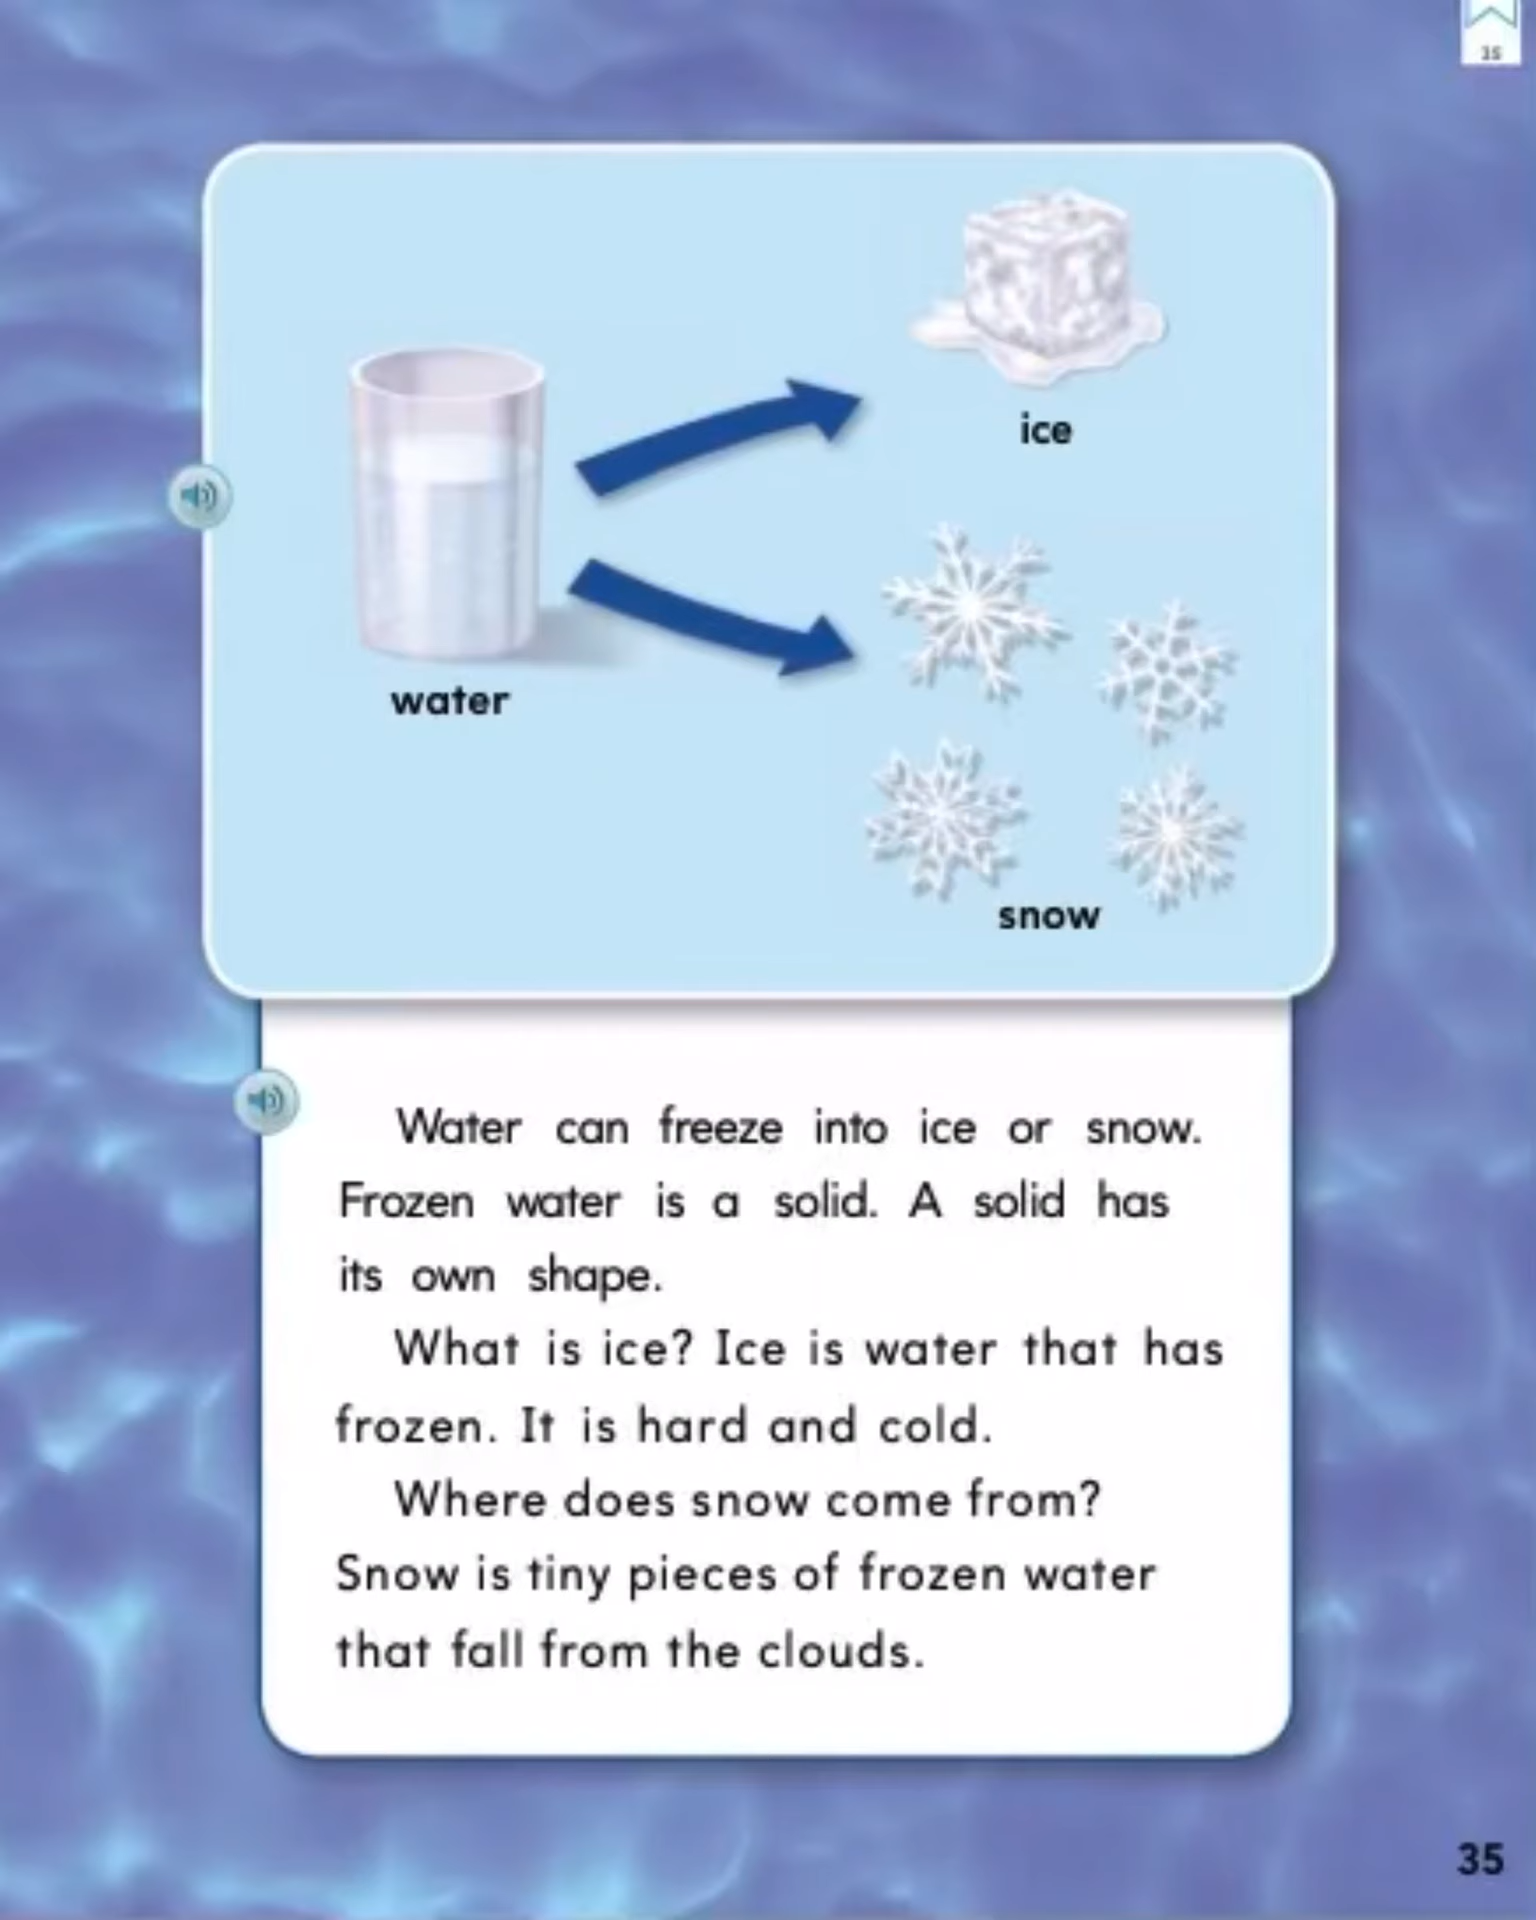 35
ice
water
snow
Water can freeze into ice or snow.
Frozen water is a solid. A solid has
its own shape.
What is ice? Ice is water that has
frozen. It is hard and cold.
Where does snow come from?
Snow is tiny pieces of frozen water
that fall from the clouds.
35